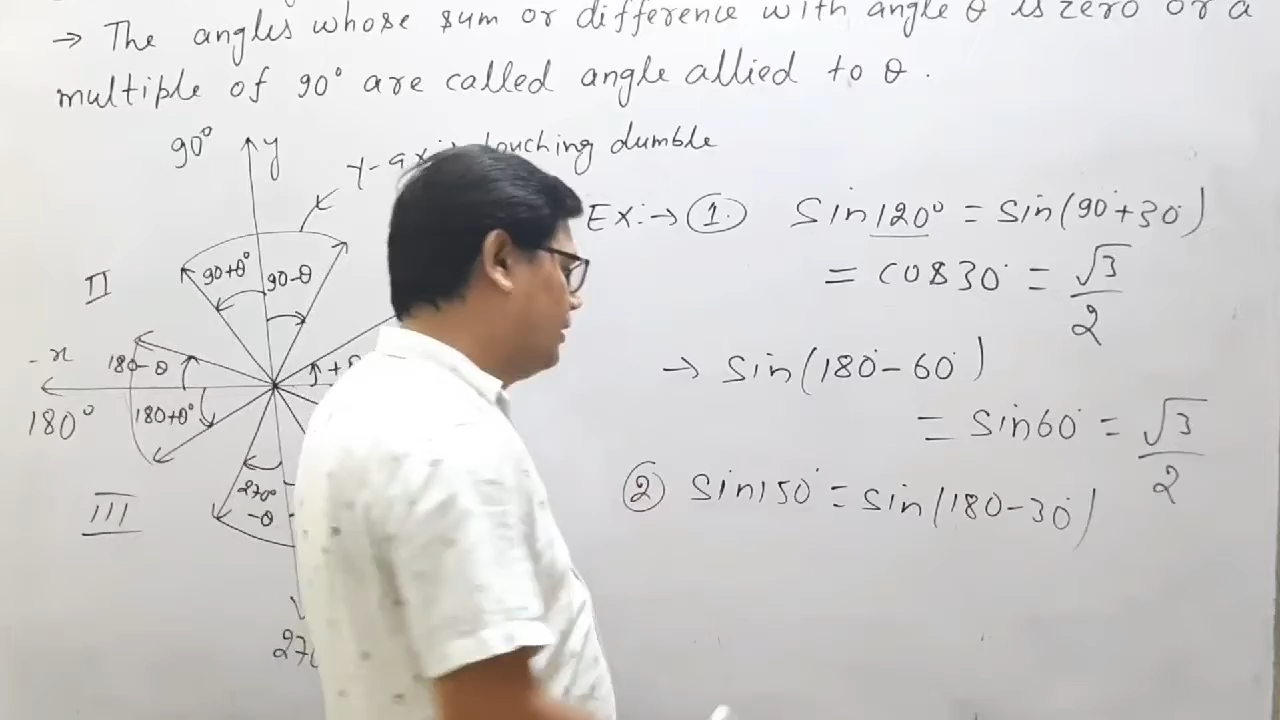 → The angles whose sum or difference with angle θ is zero or a
multiple of 90° are called angle allied to θ.
90°
y
touching dumble
90+θ°
90-θ
II
-x
180-θ
180°
180+θ°
III
270°
-θ
Ex:→ 1. Sin120° = Sin(90°+30°)
= cos30° = √3/2
→ Sin(180°-60°)
= Sin60° = √3/2
2 Sin150° = Sin(180-30°)